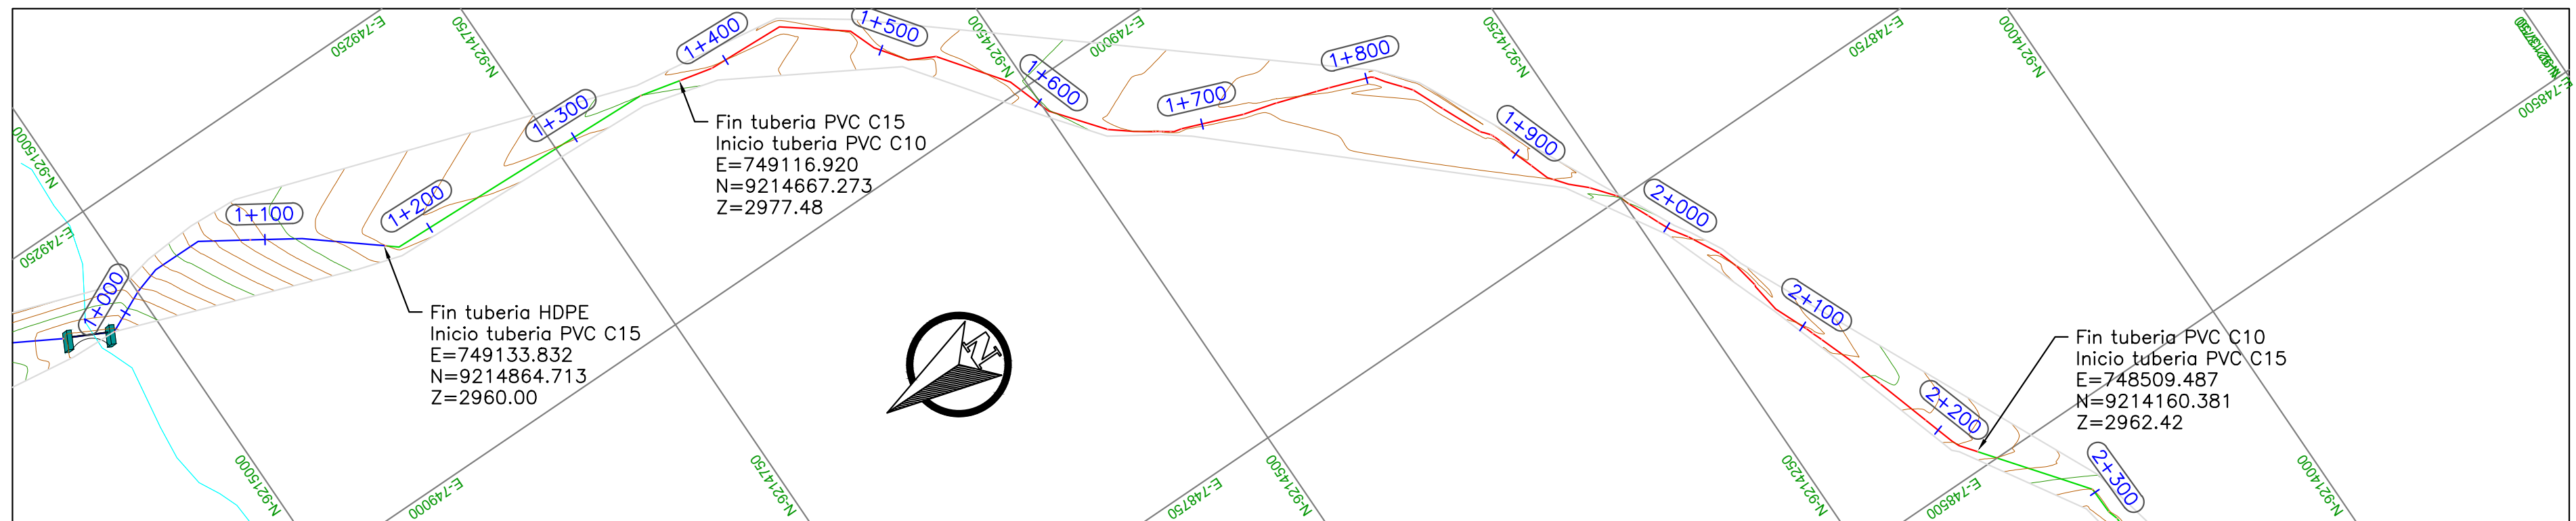 E-749250
N-9214750
1+400
1+500
N-9214500
E-749000
1+800
N-9214250
E-748750
N-9214000
E-748500
N-9215000
1+300
1+600
1+700
1+900
Fin tuberia PVC C15
Inicio tuberia PVC C10
E=749116.920
N=9214667.273
Z=2977.48
1+100
1+200
E-749250
1+000
2+000
2+100
Fin tuberia HDPE
Inicio tuberia PVC C15
E=749133.832
N=9214864.713
Z=2960.00
N
Fin tuberia PVC C10
Inicio tuberia PVC C15
E=748509.487
N=9214160.381
Z=2962.42
2+200
2+300
N-9215000
E-749000
N-9214750
E-748750
N-9214500
N-9214250
E-748500
N-9214000